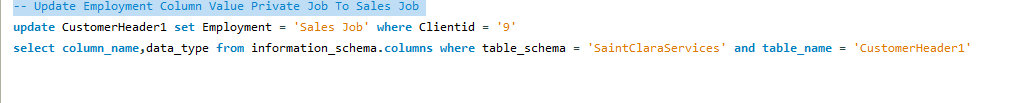 -- Update Employment Column Value Private Job To Sales Job
update CustomerHeader1 set Employment = 'Sales Job' where Clientid = '9'
select column_name,data_type from information_schema.columns where table_schema = 'SaintClaraServices' and table_name = 'CustomerHeader1'